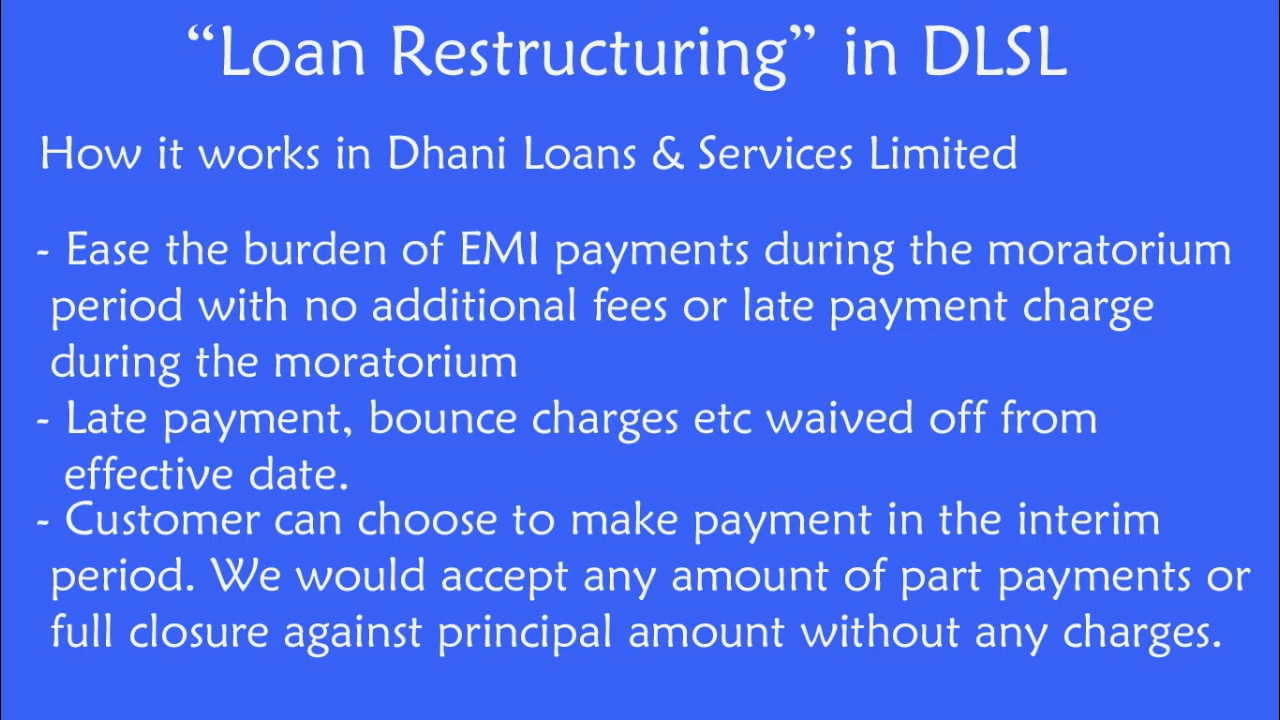 “Loan Restructuring” in DLSL
How it works in Dhani Loans & Services Limited
- Ease the burden of EMI payments during the moratorium
period with no additional fees or late payment charge
during the moratorium
- Late payment, bounce charges etc waived off from
effective date.
- Customer can choose to make payment in the interim
period. We would accept any amount of part payments or
full closure against principal amount without any charges.